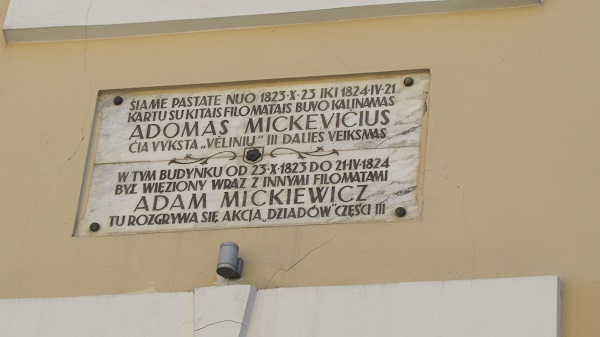 ŠIAME PASTATE NUO 1823·X·23 IKI 1824·IV·21
KARTU SU KITAIS FILOMATAIS BUVO KALINAMAS
ADOMAS MICKEVIČIUS
ČIA VYKSTA „VĖLINIŲ" III DALIES VEIKSMAS
W TYM BUDYNKU OD 23·X·1823 DO 21·IV·1824
BYŁ WIĘZIONY WRAZ Z INNYMI FILOMATAMI
ADAM MICKIEWICZ
TU ROZGRYWA SIĘ AKCJA „DZIADÓW" CZĘŚCI III